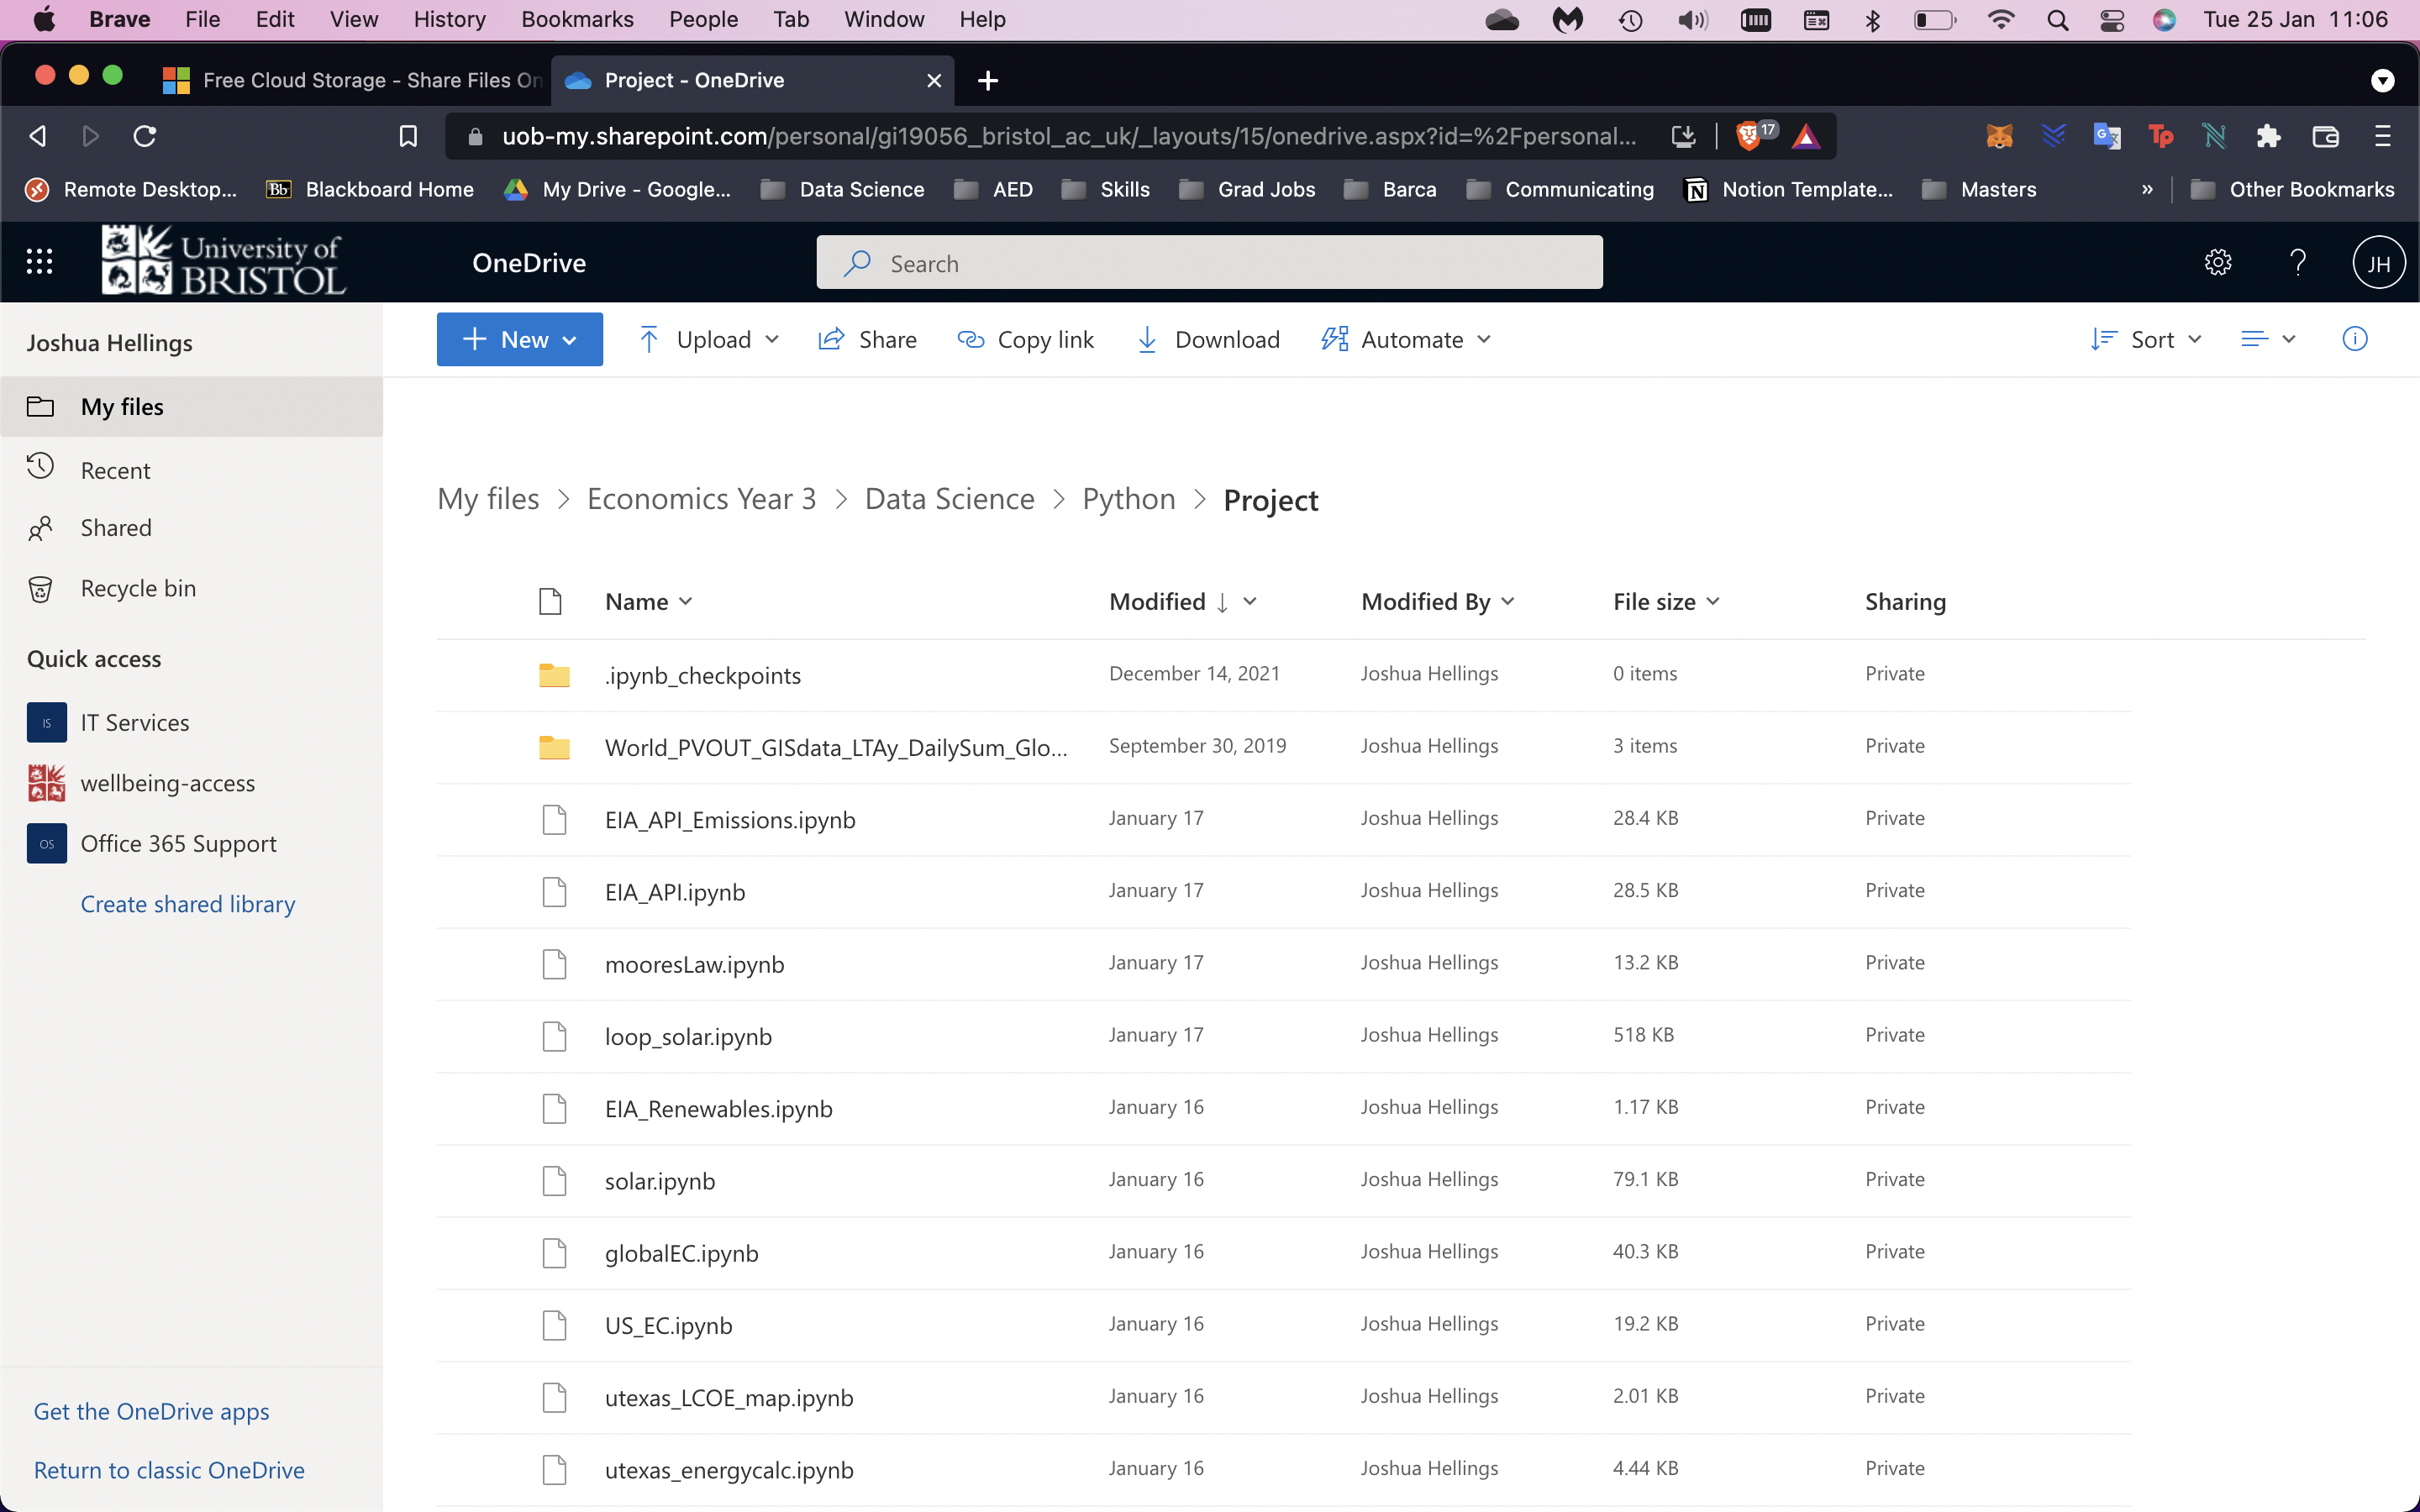 Brave File Edit View History Bookmarks People Tab Window Help Tue 25 Jan 11:06
Free Cloud Storage - Share Files On
Project - OneDrive
uob-my.sharepoint.com/personal/gi19056_bristol_ac_uk/_layouts/15/onedrive.aspx?id=%2Fpersonal... 17
Remote Desktop... Bb Blackboard Home My Drive - Google... Data Science AED Skills Grad Jobs Barca Communicating Notion Template... Masters » Other Bookmarks
University of
BRISTOL
OneDrive
Search
JH
Joshua Hellings
My files
Recent
Shared
Recycle bin
Quick access
IS IT Services
wellbeing-access
OS Office 365 Support
Create shared library
Get the OneDrive apps
Return to classic OneDrive
New Upload Share Copy link Download Automate Sort
My files > Economics Year 3 > Data Science > Python > Project
Name Modified ↓ Modified By File size Sharing
.ipynb_checkpoints December 14, 2021 Joshua Hellings 0 items Private
World_PVOUT_GISdata_LTAy_DailySum_Glo... September 30, 2019 Joshua Hellings 3 items Private
EIA_API_Emissions.ipynb January 17 Joshua Hellings 28.4 KB Private
EIA_API.ipynb January 17 Joshua Hellings 28.5 KB Private
mooresLaw.ipynb January 17 Joshua Hellings 13.2 KB Private
loop_solar.ipynb January 17 Joshua Hellings 518 KB Private
EIA_Renewables.ipynb January 16 Joshua Hellings 1.17 KB Private
solar.ipynb January 16 Joshua Hellings 79.1 KB Private
globalEC.ipynb January 16 Joshua Hellings 40.3 KB Private
US_EC.ipynb January 16 Joshua Hellings 19.2 KB Private
utexas_LCOE_map.ipynb January 16 Joshua Hellings 2.01 KB Private
utexas_energycalc.ipynb January 16 Joshua Hellings 4.44 KB Private